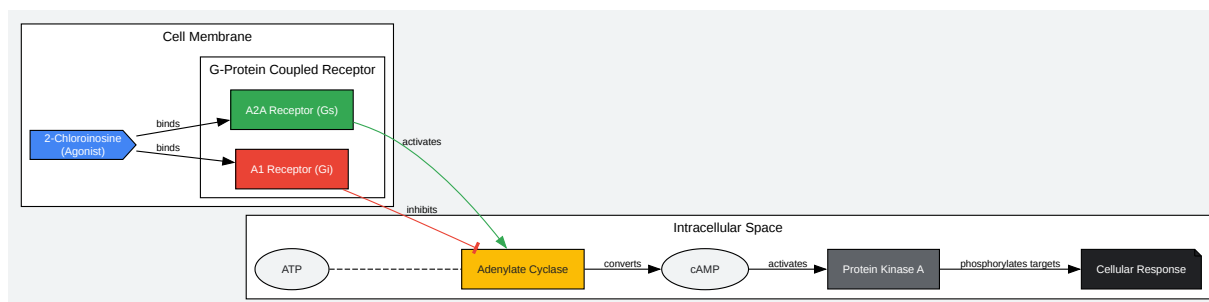 Cell Membrane
G-Protein Coupled Receptor
A2A Receptor (Gs)
binds
2-Chloroinosine
(Agonist)
activates
binds
A1 Receptor (Gi)
inhibits
Intracellular Space
ATP
Adenylate Cyclase
converts
cAMP
activates
Protein Kinase A
phosphorylates targets
Cellular Response